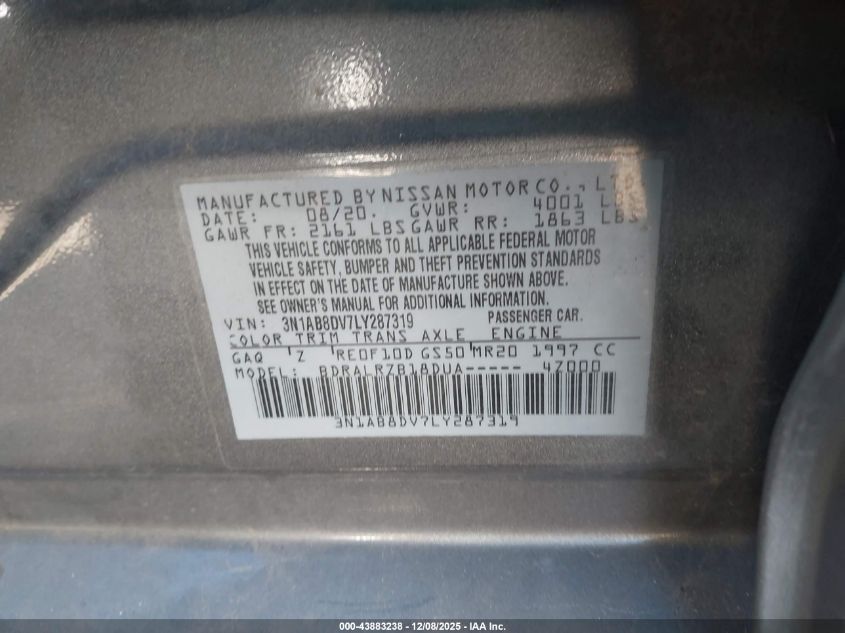 MANUFACTURED BY NISSAN MOTOR CO., LTD
DATE: 08/20. GVWR: 4001 LBS
GAWR FR: 2161 LBS GAWR RR: 1863 LBS
THIS VEHICLE CONFORMS TO ALL APPLICABLE FEDERAL MOTOR
VEHICLE SAFETY, BUMPER AND THEFT PREVENTION STANDARDS
IN EFFECT ON THE DATE OF MANUFACTURE SHOWN ABOVE.
SEE OWNER'S MANUAL FOR ADDITIONAL INFORMATION.
VIN: 3N1AB8DV7LY287319 PASSENGER CAR.
COLOR TRIM TRANS AXLE ENGINE
GAQ Z RE0F10D GS50 MR20 1997 CC
MODEL: BDRALRZB18DUA----- 4Z000
3N1AB8DV7LY287319
000-43883238 - 12/08/2025 - IAA Inc.